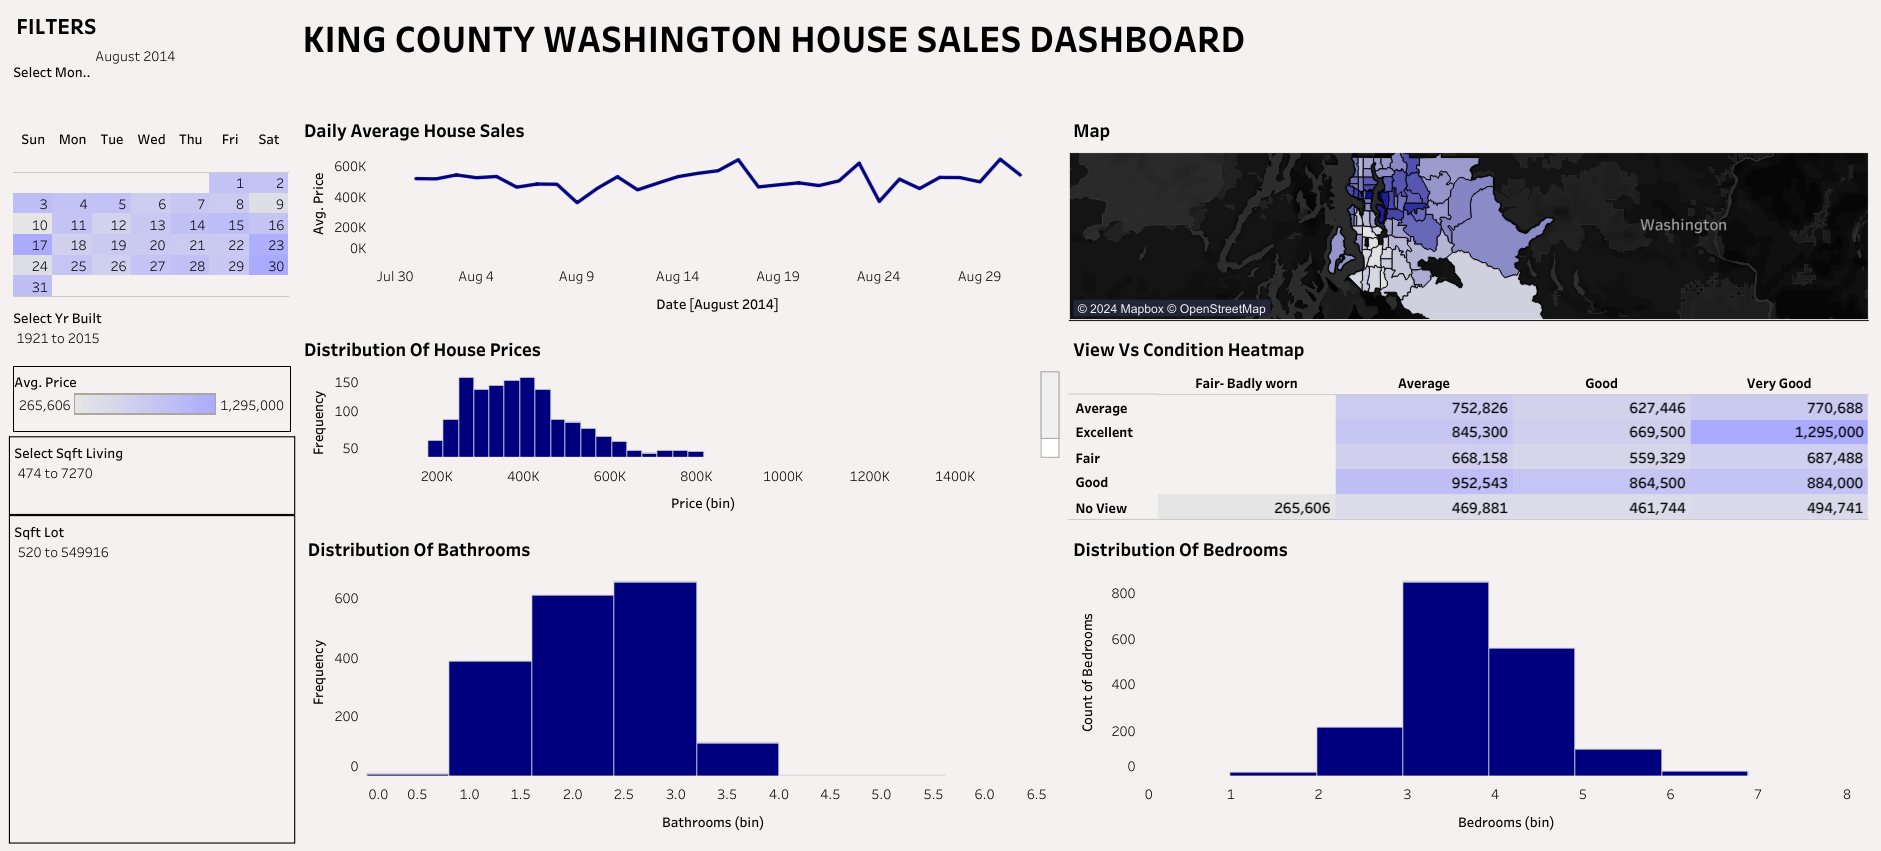 FILTERS
KING COUNTY WASHINGTON HOUSE SALES DASHBOARD
August 2014
Select Mon..
Sun Mon Tue Wed Thu Fri Sat
1 2
3 4 5 6 7 8 9
10 11 12 13 14 15 16
17 18 19 20 21 22 23
24 25 26 27 28 29 30
31
Select Yr Built
1921 to 2015
Avg. Price
265,606 1,295,000
Select Sqft Living
474 to 7270
Sqft Lot
520 to 549916
Daily Average House Sales
Avg. Price
600K
400K
200K
0K
Jul 30 Aug 4 Aug 9 Aug 14 Aug 19 Aug 24 Aug 29
Date [August 2014]
Map
Washington
© 2024 Mapbox © OpenStreetMap
Distribution Of House Prices
Frequency
150
100
50
200K 400K 600K 800K 1000K 1200K 1400K
Price (bin)
View Vs Condition Heatmap
Fair- Badly worn Average Good Very Good
Average 752,826 627,446 770,688
Excellent 845,300 669,500 1,295,000
Fair 668,158 559,329 687,488
Good 952,543 864,500 884,000
No View 265,606 469,881 461,744 494,741
Distribution Of Bathrooms
Frequency
600
400
200
0
0.0 0.5 1.0 1.5 2.0 2.5 3.0 3.5 4.0 4.5 5.0 5.5 6.0 6.5
Bathrooms (bin)
Distribution Of Bedrooms
Count of Bedrooms
800
600
400
200
0
0 1 2 3 4 5 6 7 8
Bedrooms (bin)